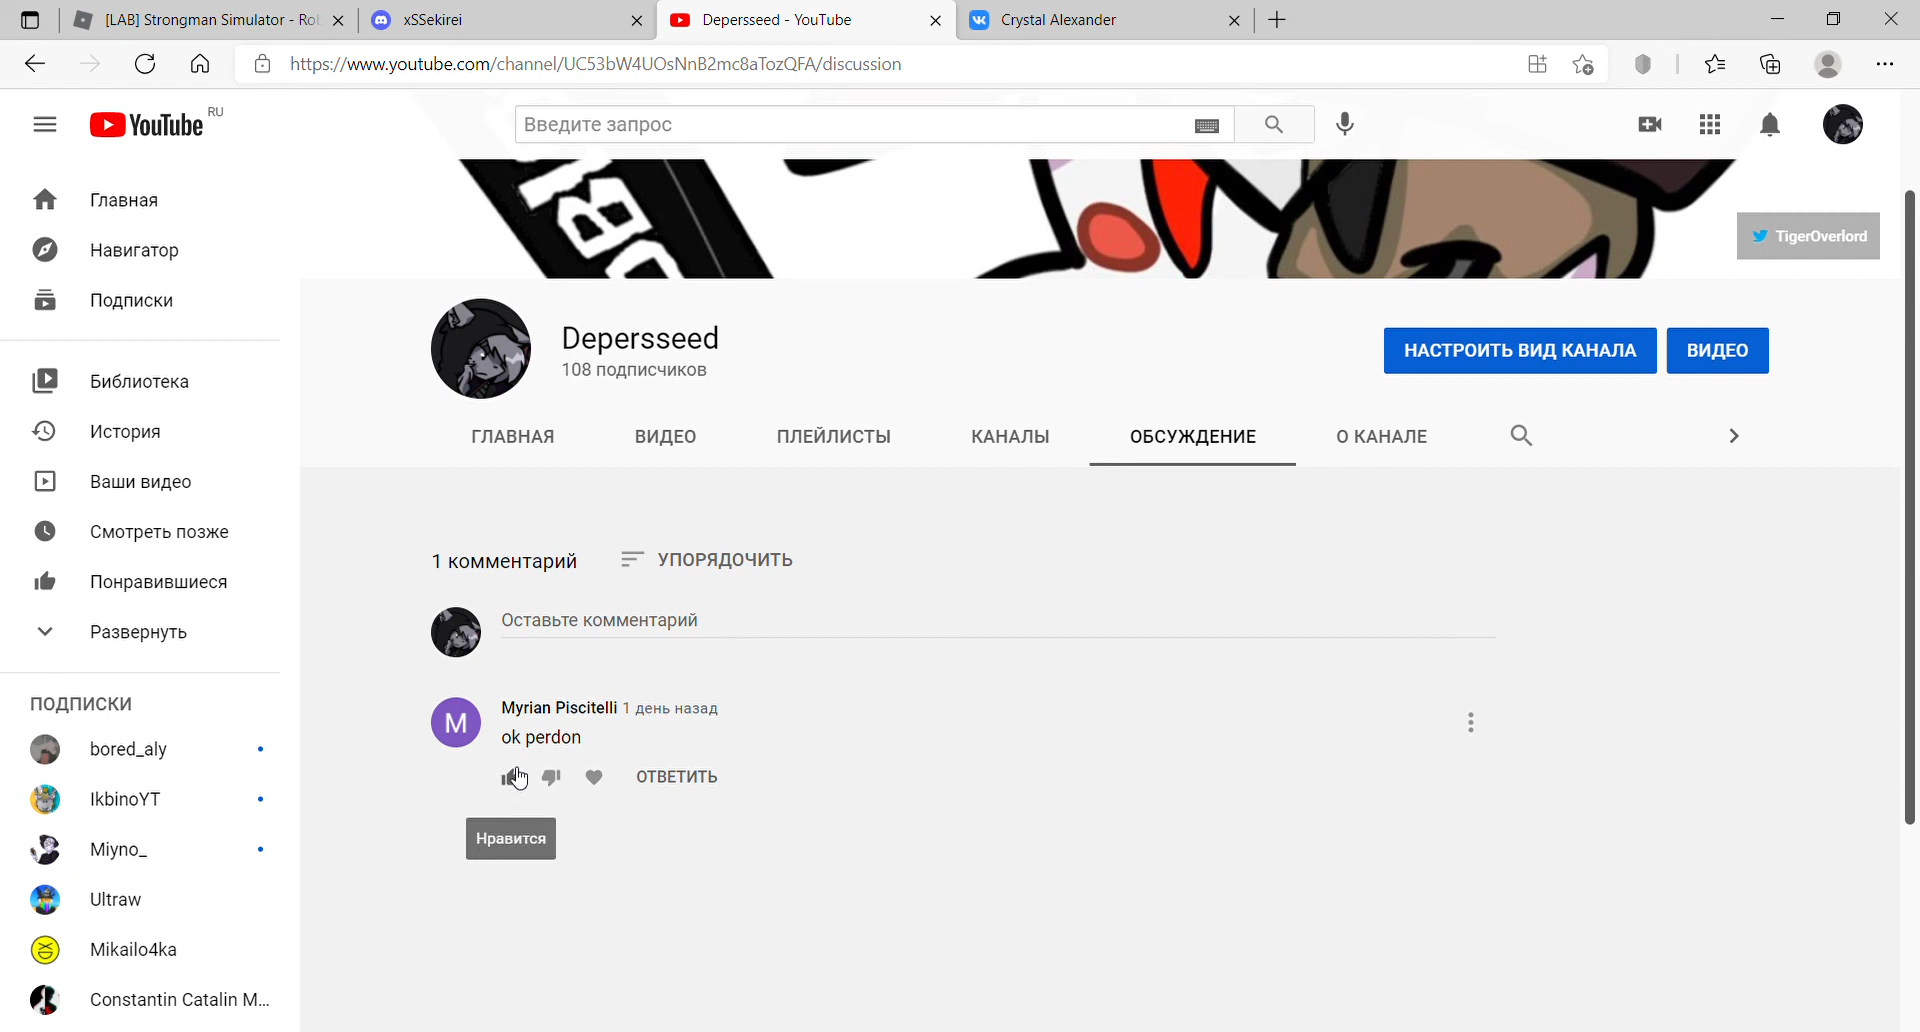 [LAB] Strongman Simulator - Ro
xSSekirei
Depersseed - YouTube
Crystal Alexander
https://www.youtube.com/channel/UC53bW4UOsNnB2mc8aTozQFA/discussion
YouTube RU
Введите запрос
Главная
Навигатор
Подписки
Библиотека
История
Ваши видео
Смотреть позже
Понравившиеся
Развернуть
ПОДПИСКИ
bored_aly
IkbinoYT
Miyno_
Ultraw
Mikailo4ka
Constantin Catalin M...
TigerOverlord
Depersseed
108 подписчиков
НАСТРОИТЬ ВИД КАНАЛА
ВИДЕО
ГЛАВНАЯ
ВИДЕО
ПЛЕЙЛИСТЫ
КАНАЛЫ
ОБСУЖДЕНИЕ
О КАНАЛЕ
1 комментарий
УПОРЯДОЧИТЬ
Оставьте комментарий
M
Myrian Piscitelli 1 день назад
ok perdon
ОТВЕТИТЬ
Нравится